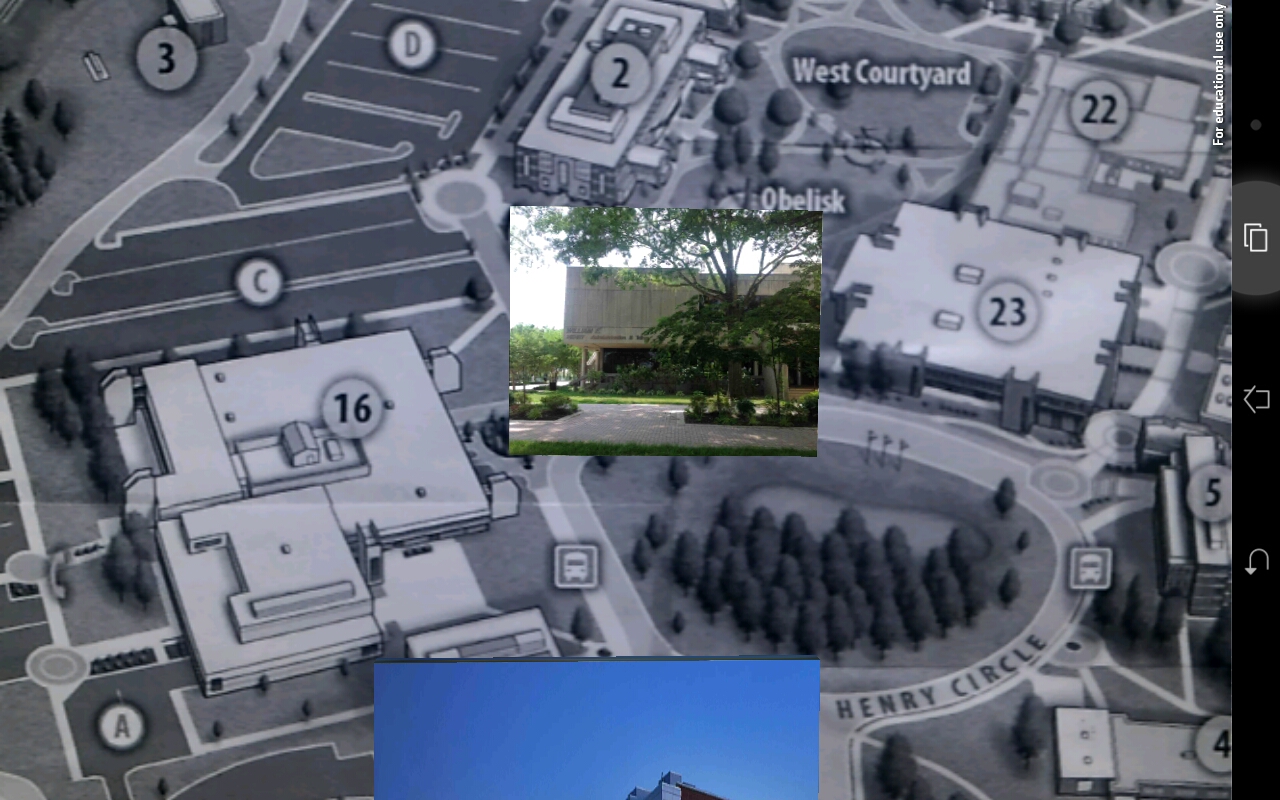 For educational use only
D
3
2
West Courtyard
22
Obelisk
C
23
16
5
HENRY CIRCLE
A
4